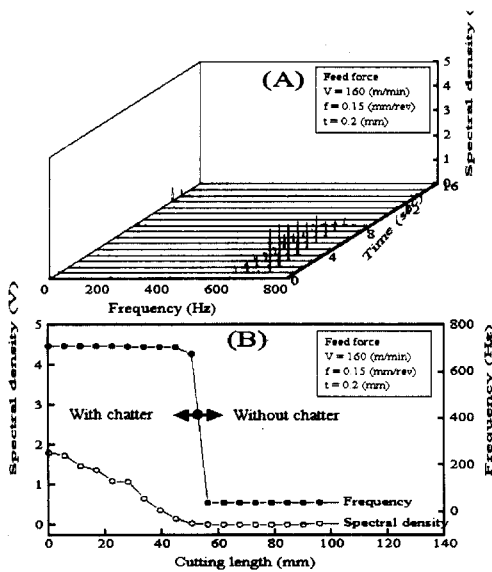 (A)
Feed force
V = 160 (m/min)
f = 0.15 (mm/rev)
t = 0.2 (mm)
Spectral density (
5
4
3
2
1
0
16
12
8
4
0
Time (sec)
0 200 400 600 800
Frequency (Hz)
(B)
Feed force
V = 160 (m/min)
f = 0.15 (mm/rev)
t = 0.2 (mm)
With chatter
Without chatter
Frequency
Spectral density
Spectral density (V)
5
4
3
2
1
0
Frequency (Hz)
800
600
400
200
0
0 20 40 60 80 100 120 140
Cutting length (mm)